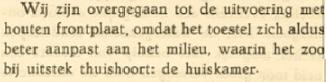 Wij zijn overgegaan tot de uitvoering met
houten frontplaat, omdat het toestel zich aldus
beter aanpast aan het milieu, waarin het zoo
bij uitstek thuishoort: de huiskamer.